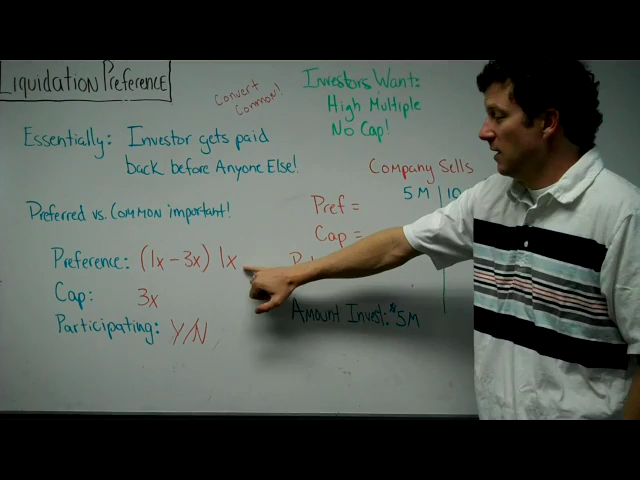 Liquidation Preference
Convert
Common!
Investors Want:
High Multiple
No Cap!
Essentially: Investor gets paid
back before Anyone Else!
Company Sells
5M | 10
Preferred vs. Common important!
Pref =
Cap =
Preference: (1x - 3x) 1x
Cap: 3x
Participating: Y/N
Amount Invest: $5M